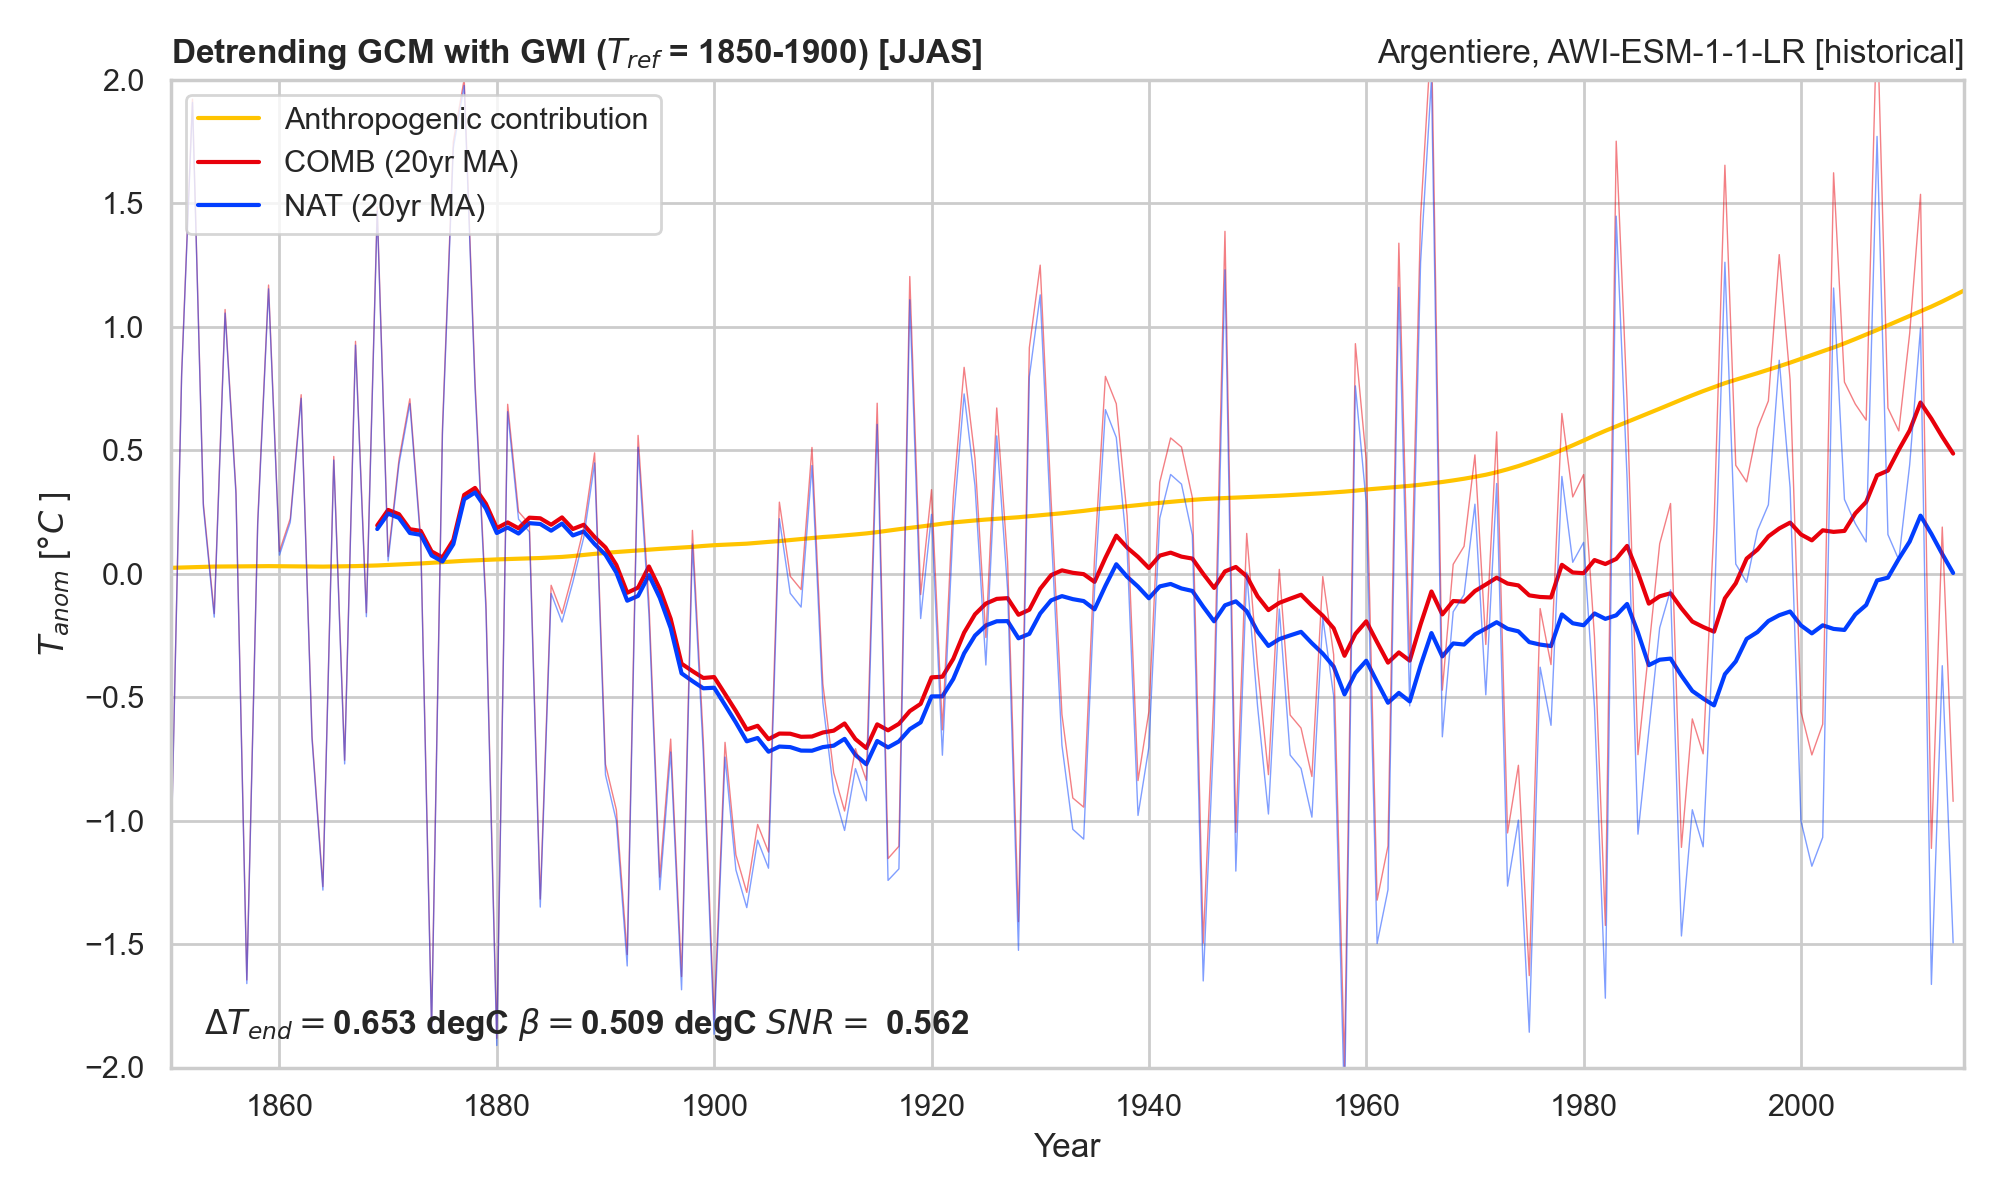 Detrending GCM with GWI (T_ref = 1850-1900) [JJAS]
Argentiere, AWI-ESM-1-1-LR [historical]
Anthropogenic contribution
COMB (20yr MA)
NAT (20yr MA)
2.0
1.5
1.0
0.5
0.0
−0.5
−1.0
−1.5
−2.0
T_anom [°C ]
ΔT_end = 0.653 degC β = 0.509 degC SNR = 0.562
1860 1880 1900 1920 1940 1960 1980 2000
Year